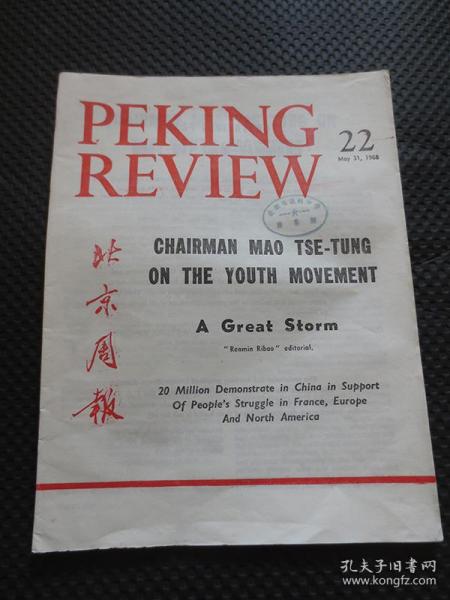 PEKING
REVIEW
22
May 31, 1968
北京周报
CHAIRMAN MAO TSE-TUNG
ON THE YOUTH MOVEMENT
A Great Storm
"Renmin Ribao" editorial.
20 Million Demonstrate in China in Support
Of People's Struggle in France, Europe
And North America
孔夫子旧书网
www.kongfz.com